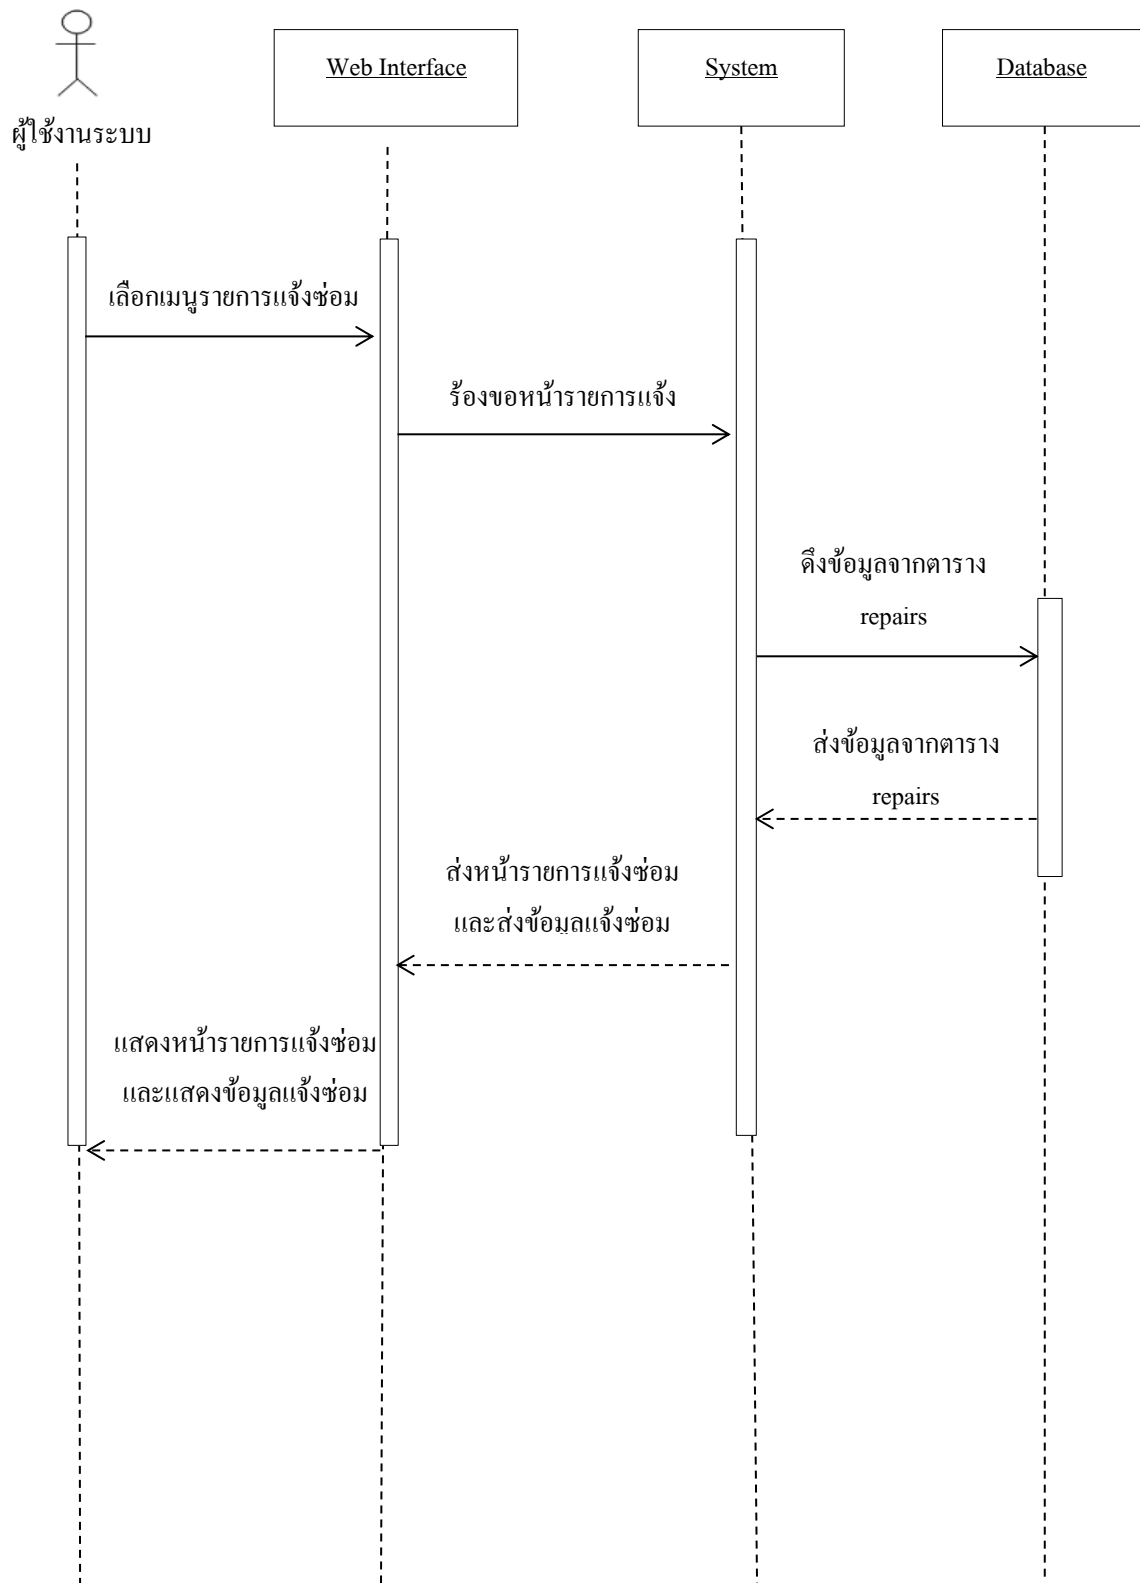 Web Interface
System
Database
ผู้ใช้งานระบบ
เลือกเมนูรายการแจ้งซ่อม
ร้องขอหน้ารายการแจ้ง
ดึงข้อมูลจากตาราง
repairs
ส่งข้อมูลจากตาราง
repairs
ส่งหน้ารายการแจ้งซ่อม
และส่งข้อมูลแจ้งซ่อม
แสดงหน้ารายการแจ้งซ่อม
และแสดงข้อมูลแจ้งซ่อม